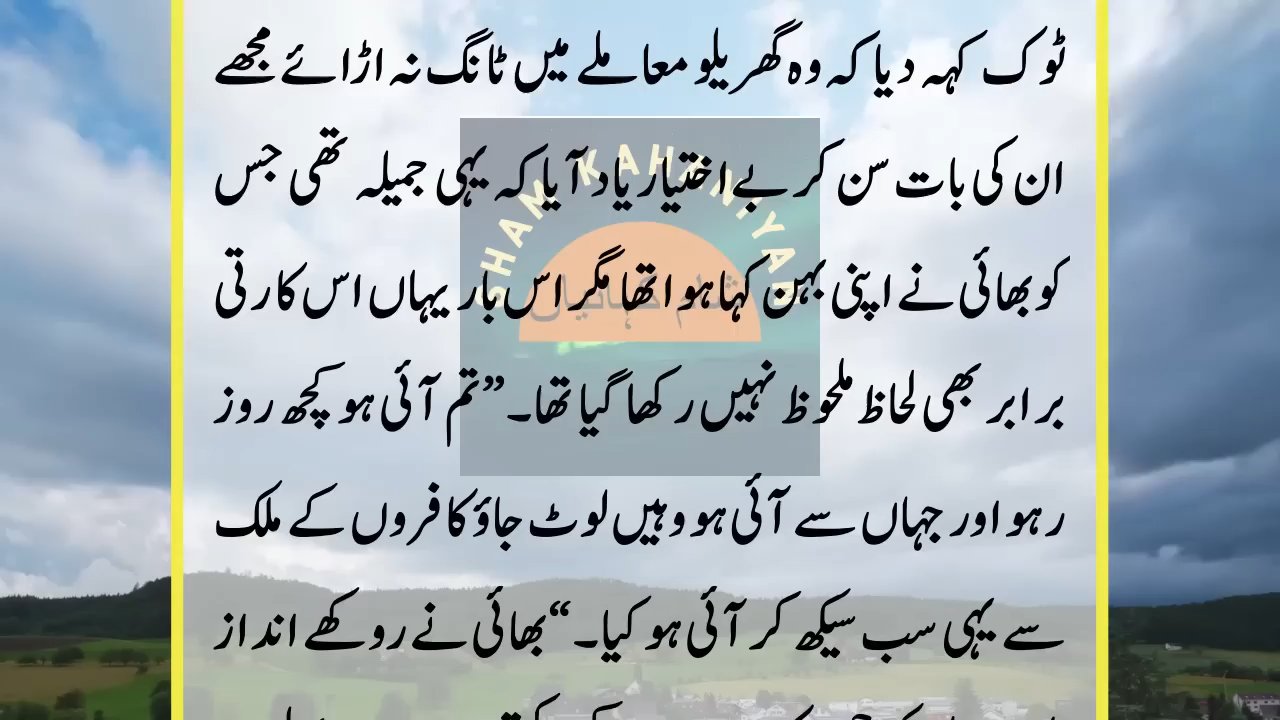 ٹوک کہہ دیا کہ وہ گھریلو معاملے میں ٹانگ نہ اڑائے مجھے
ان کی بات سن کر بے اختیار یاد آیا کہ یہی جمیلہ تھی جس
کو بھائی نے اپنی بہن کہا ہوا تھا مگر اس بار یہاں اس کا رتی
برابر بھی لحاظ ملحوظ نہیں رکھا گیا تھا۔ ”تم آئی ہو کچھ روز
رہو اور جہاں سے آئی ہو وہیں لوٹ جاؤ کافروں کے ملک
سے یہی سب سیکھ کر آئی ہو کیا۔“ بھائی نے روکھے انداز
SHAM KAHANIYAN
شام کہانیاں